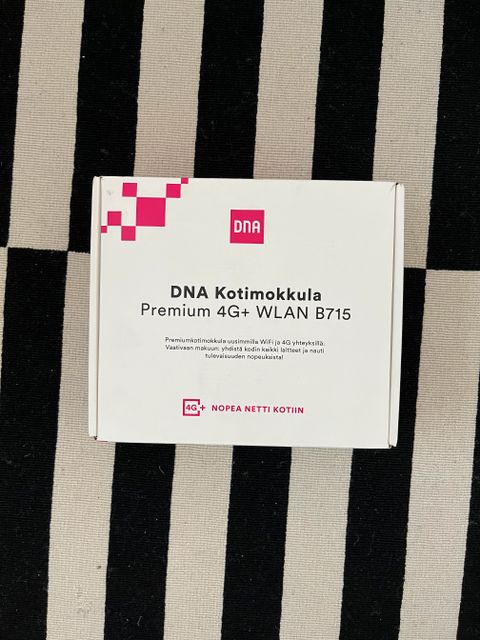 DNA
DNA Kotimokkula
Premium 4G+ WLAN B715
Premiumkotimokkula uusimmilla WiFi ja 4G yhteyksillä.
Vaativaan makuun: yhdistä kodin kaikki laitteet ja nauti
tulevaisuuden nopeuksista!
4G+ NOPEA NETTI KOTIIN